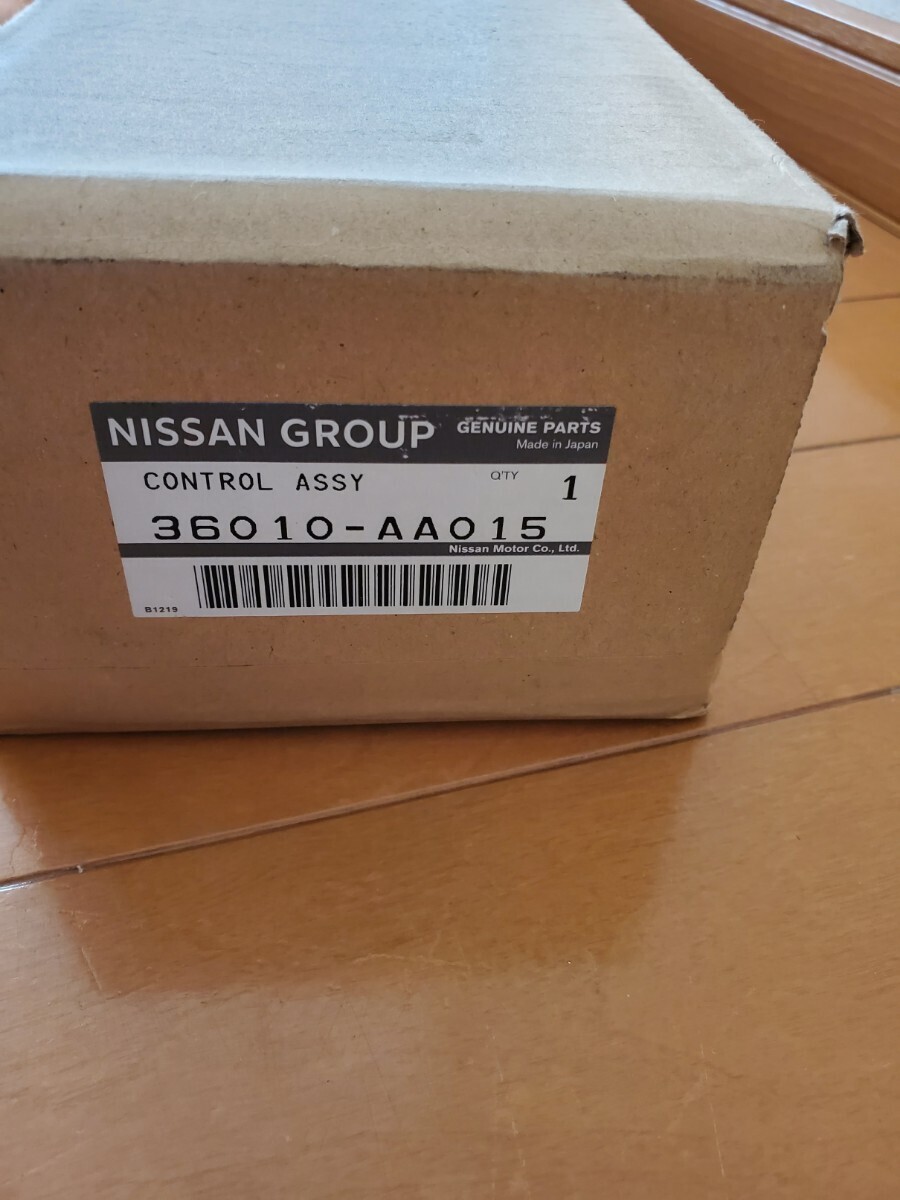 NISSAN GROUP GENUINE PARTS
Made in Japan
CONTROL ASSY Q'TY 1
36010-AA015
Nissan Motor Co., Ltd.
B1219